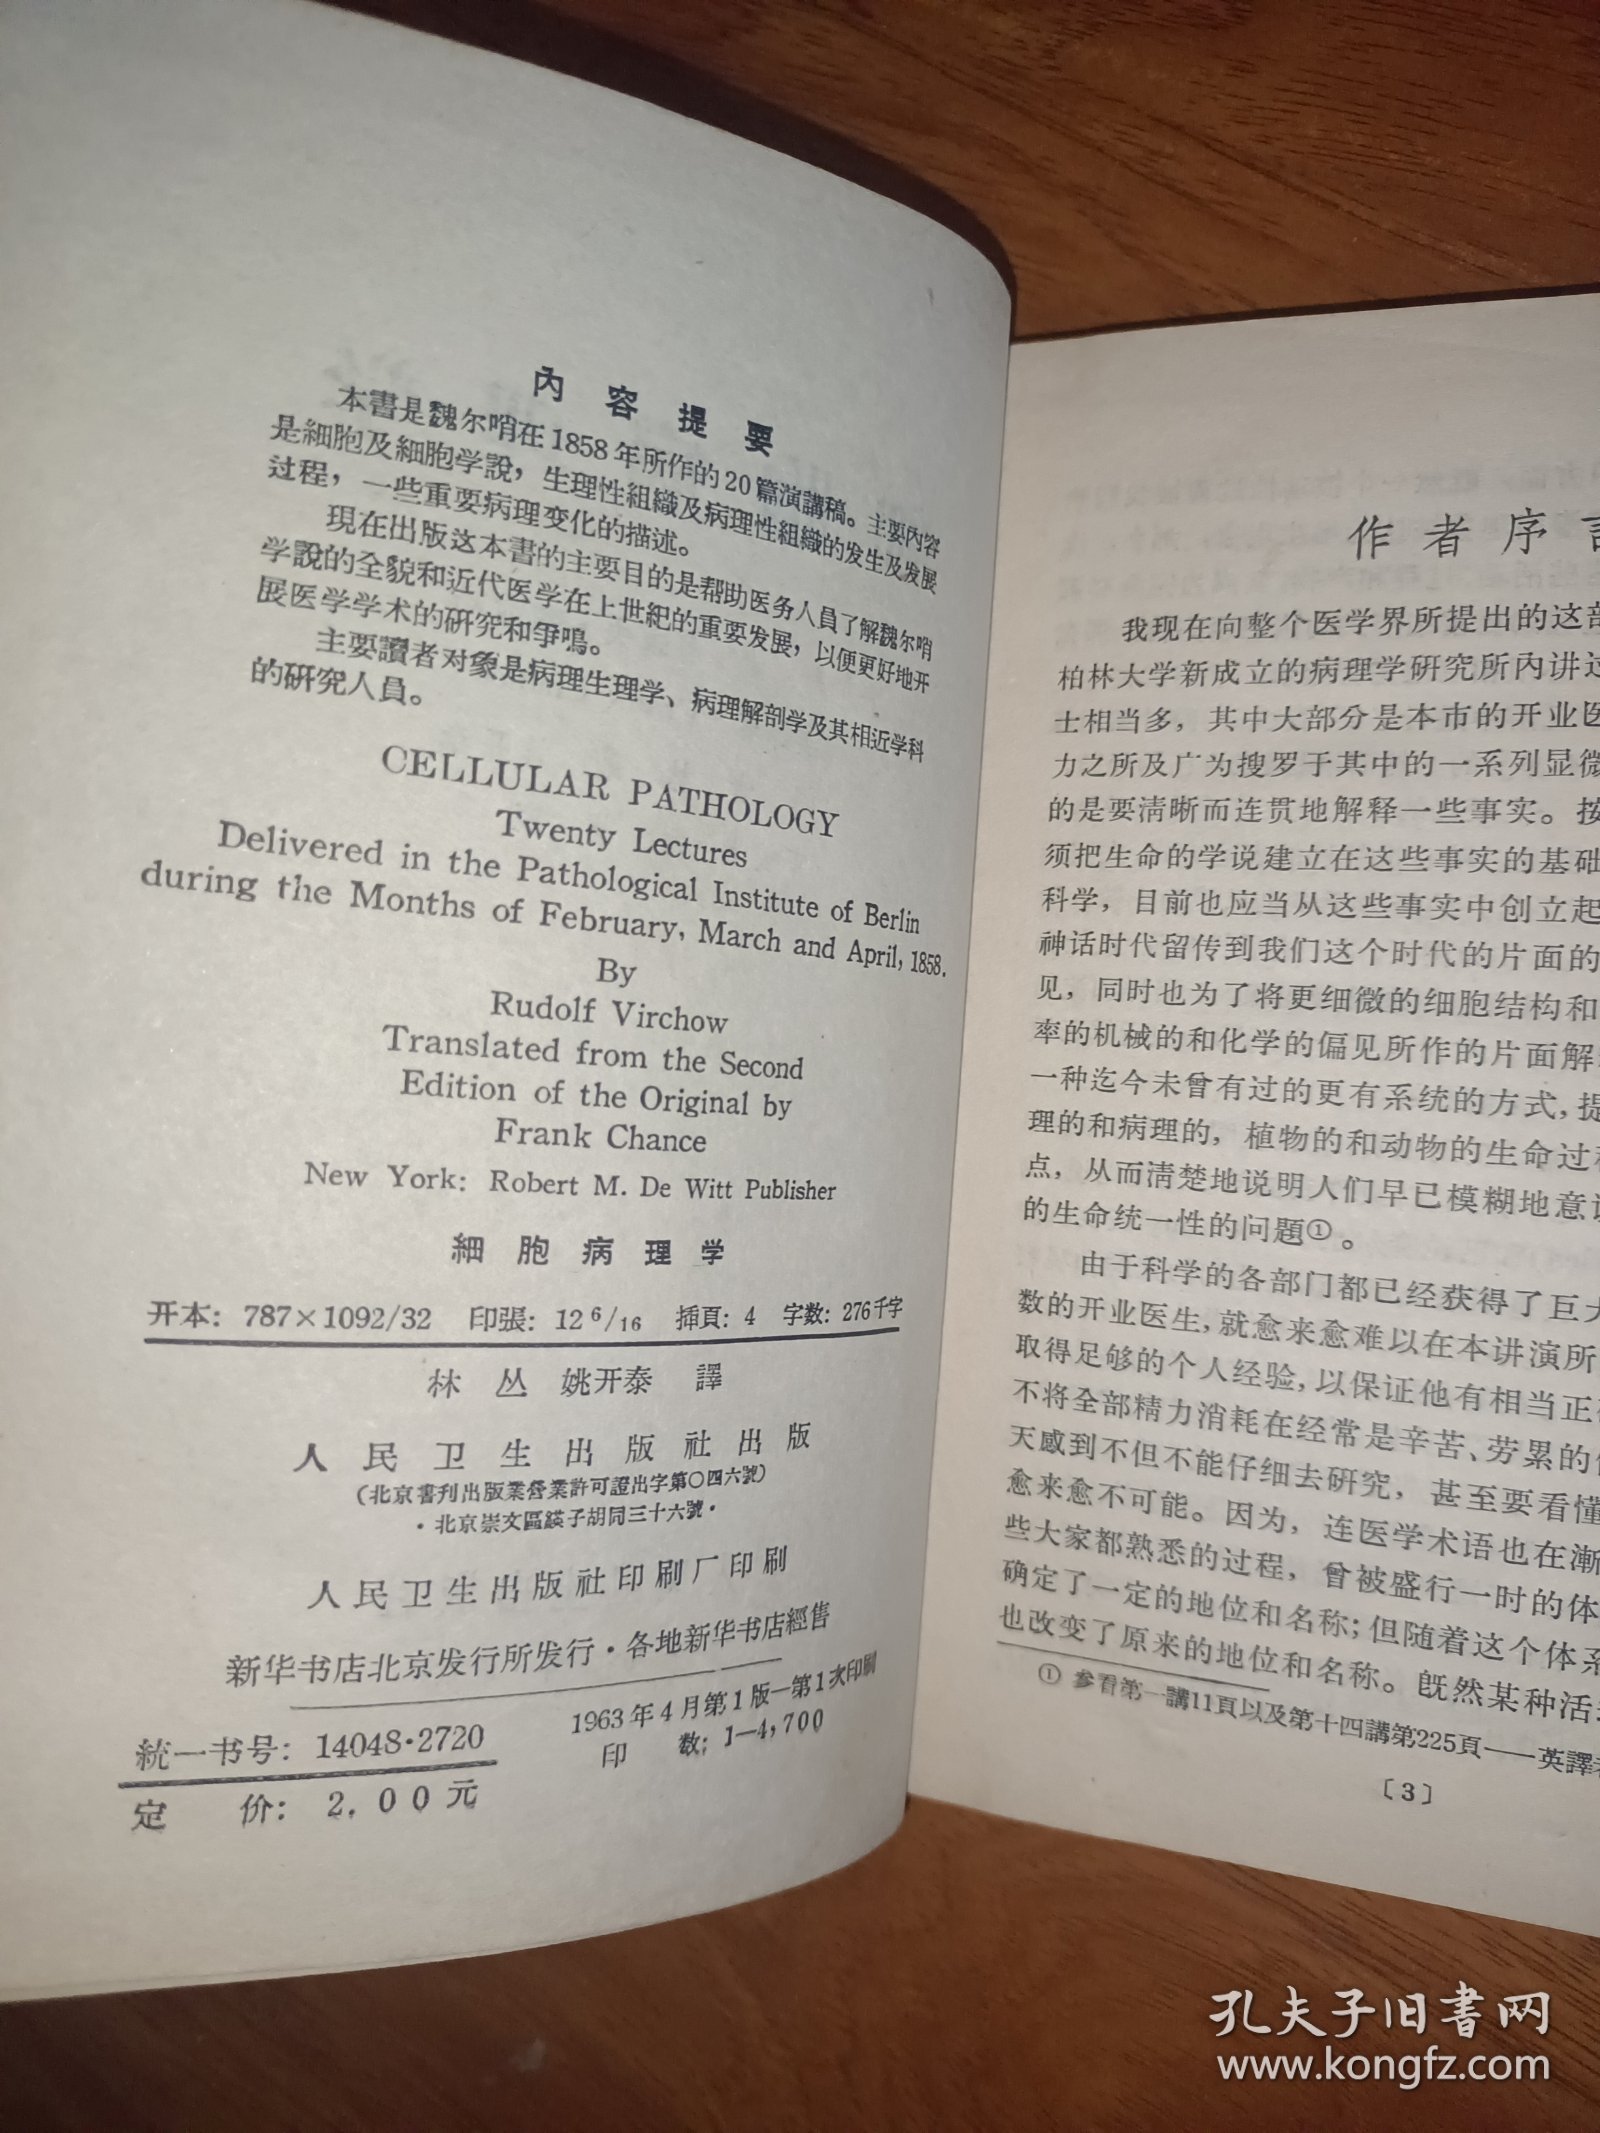 內容提要
本書是魏尔哨在1858年所作的20篇演講稿。主要內容
是細胞及細胞学說，生理性組織及病理性組織的发生及发展
过程，一些重要病理变化的描述。
現在出版这本書的主要目的是帮助医务人員了解魏尔哨
学說的全貌和近代医学在上世紀的重要发展，以便更好地开
展医学学术的研究和爭鳴。
主要讀者对象是病理生理学、病理解剖学及其相近学科
的研究人員。
CELLULAR PATHOLOGY
Twenty Lectures
Delivered in the Pathological Institute of Berlin
during the Months of February, March and April, 1858.
By
Rudolf Virchow
Translated from the Second
Edition of the Original by
Frank Chance
New York: Robert M. De Witt Publisher
細胞病理学
开本：787×1092/32 印張：12 6/16 插頁：4 字数：276千字
林丛 姚开泰 譯
人民卫生出版社出版
（北京書刊出版業營業許可證出字第〇四六號）
·北京崇文區䋹子胡同三十六號·
人民卫生出版社印刷厂印刷
新华书店北京发行所发行·各地新华书店經售
統一书号：14048·2720
定价：2.00元
1963年4月第1版—第1次印刷
印数：1—4,700
作者序
我现在向整个医学界所提出的这部
柏林大学新成立的病理学研究所內讲过
士相当多，其中大部分是本市的开业医
力之所及广为搜罗于其中的一系列显微
的是要清晰而连贯地解释一些事实。按
须把生命的学说建立在这些事实的基础
科学，目前也应当从这些事实中创立起
神话时代留传到我们这个时代的片面的
见，同时也为了将更细微的细胞结构和
率的机械的和化学的偏见所作的片面解
一种迄今未曾有过的更有系统的方式，提
理的和病理的，植物的和动物的生命过
点，从而清楚地说明人们早已模糊地意
的生命统一性的问題①。
由于科学的各部门都已经获得了巨大
数的开业医生，就愈来愈难以在本讲演所
取得足够的个人经验，以保证他有相当正
不将全部精力消耗在经常是辛苦、劳累的
天感到不但不能仔细去研究，甚至要看懂
愈来愈不可能。因为，连医学术语也在漸
些大家都熟悉的过程，曾被盛行一时的体
确定了一定的地位和名称；但随着这个体系
也改变了原来的地位和名称。既然某种活
① 参看第一講11頁以及第十四講第225頁——英譯
〔3〕
孔夫子旧書网
www.kongfz.com